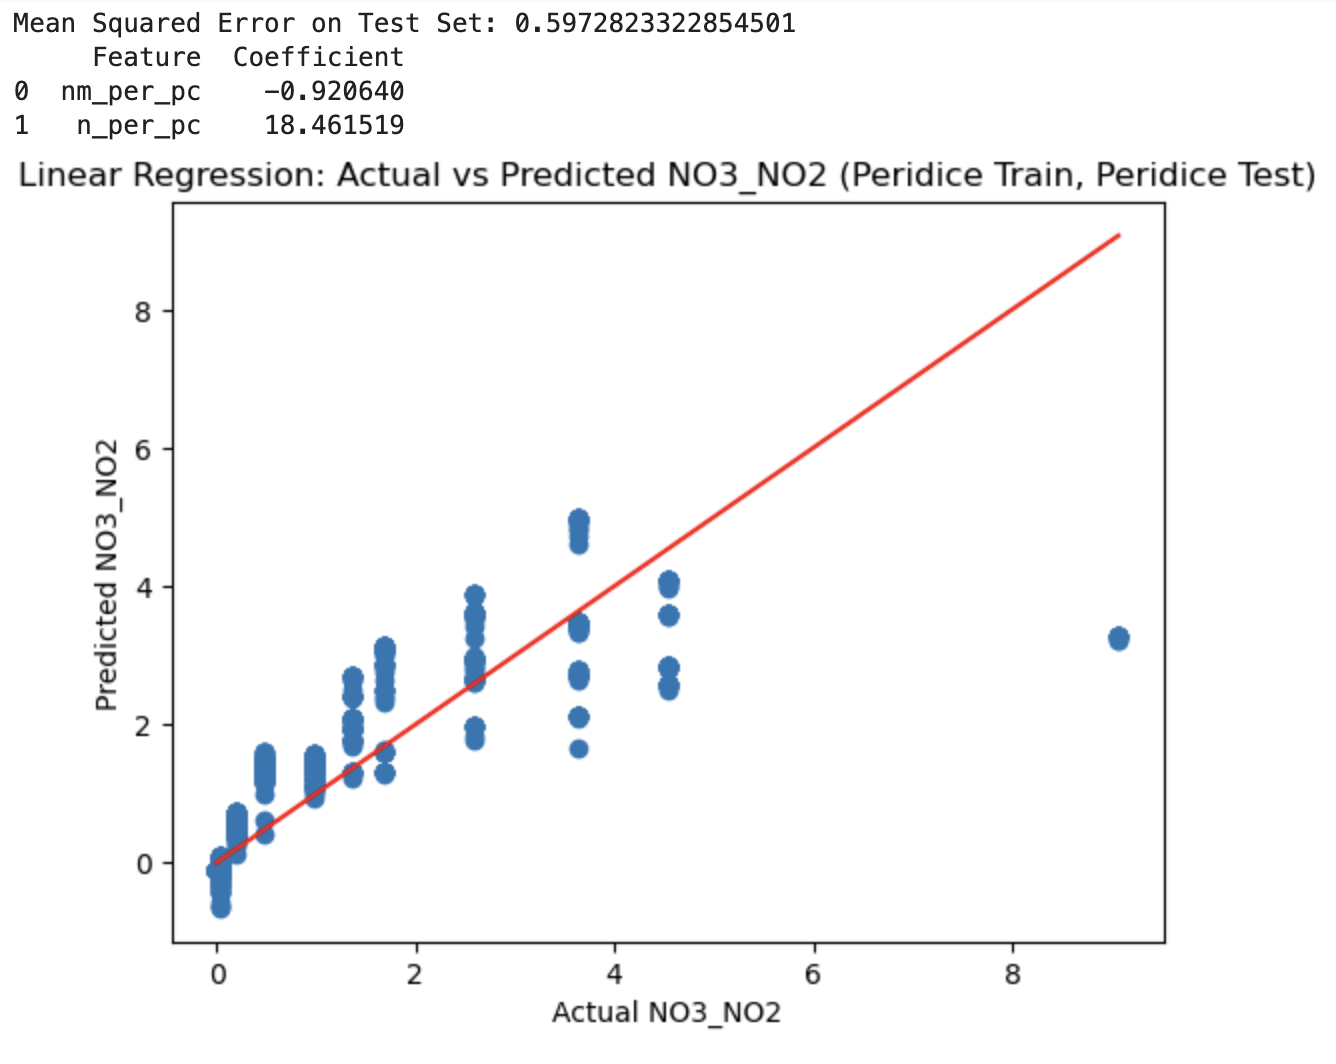 Mean Squared Error on Test Set: 0.5972823322854501
Feature Coefficient
0 nm_per_pc -0.920640
1 n_per_pc 18.461519
Linear Regression: Actual vs Predicted NO3_NO2 (Peridice Train, Peridice Test)
8
6
4
2
0
Predicted NO3_NO2
0 2 4 6 8
Actual NO3_NO2